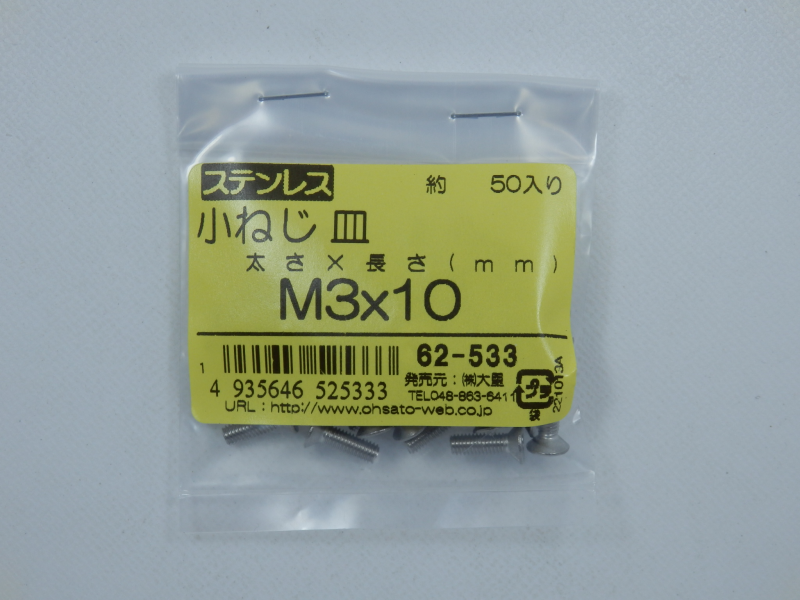 ステンレス 約 50入り
小ねじ 皿
太さ×長さ(mm)
M3x10
1 62-533
4 935646 525333 発売元:㈱大里
TEL048-863-6411
URL:http://www.ohsato-web.co.jp
プラ
袋
221013A